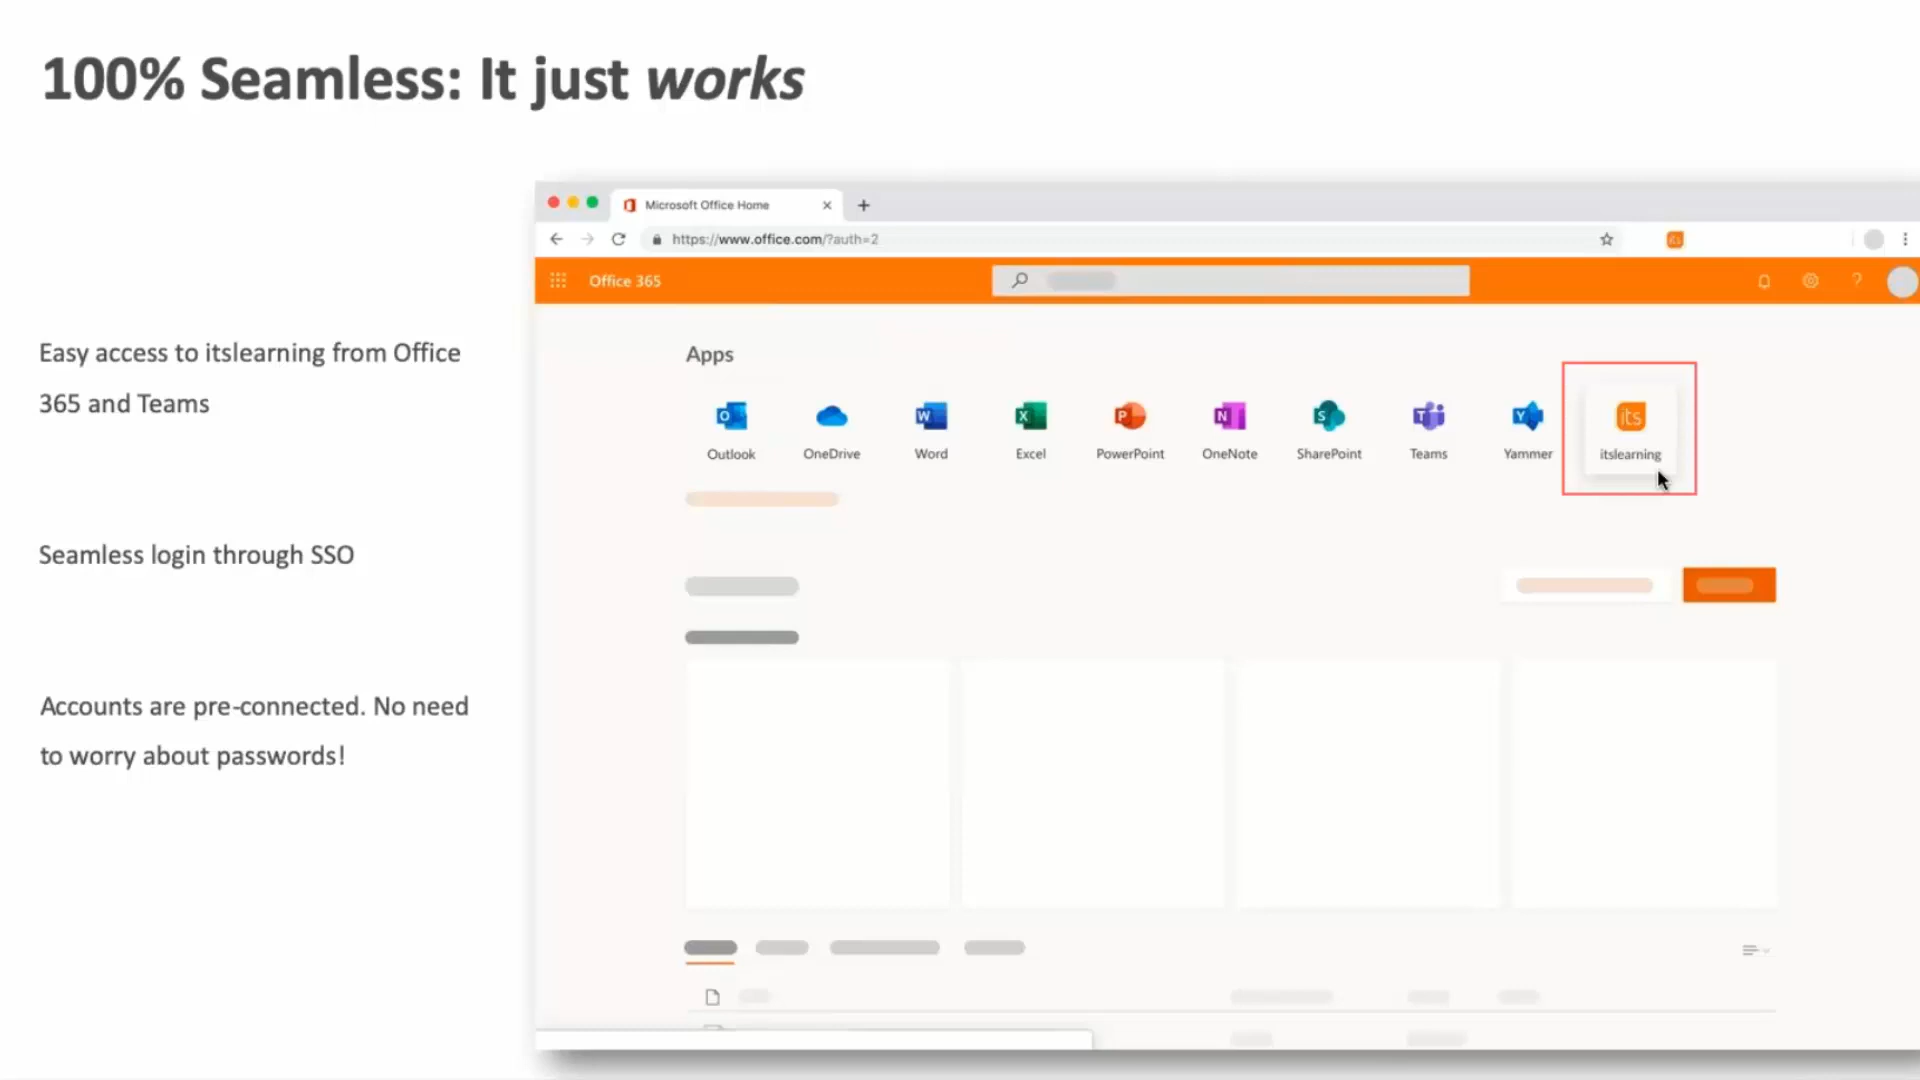 100% Seamless: It just works
Microsoft Office Home
https://www.office.com/?auth=2
its
Office 365
?
Easy access to itslearning from Office
365 and Teams
Seamless login through SSO
Accounts are pre-connected. No need
to worry about passwords!
Apps
Outlook
OneDrive
Word
Excel
PowerPoint
OneNote
SharePoint
Teams
Yammer
its
itslearning